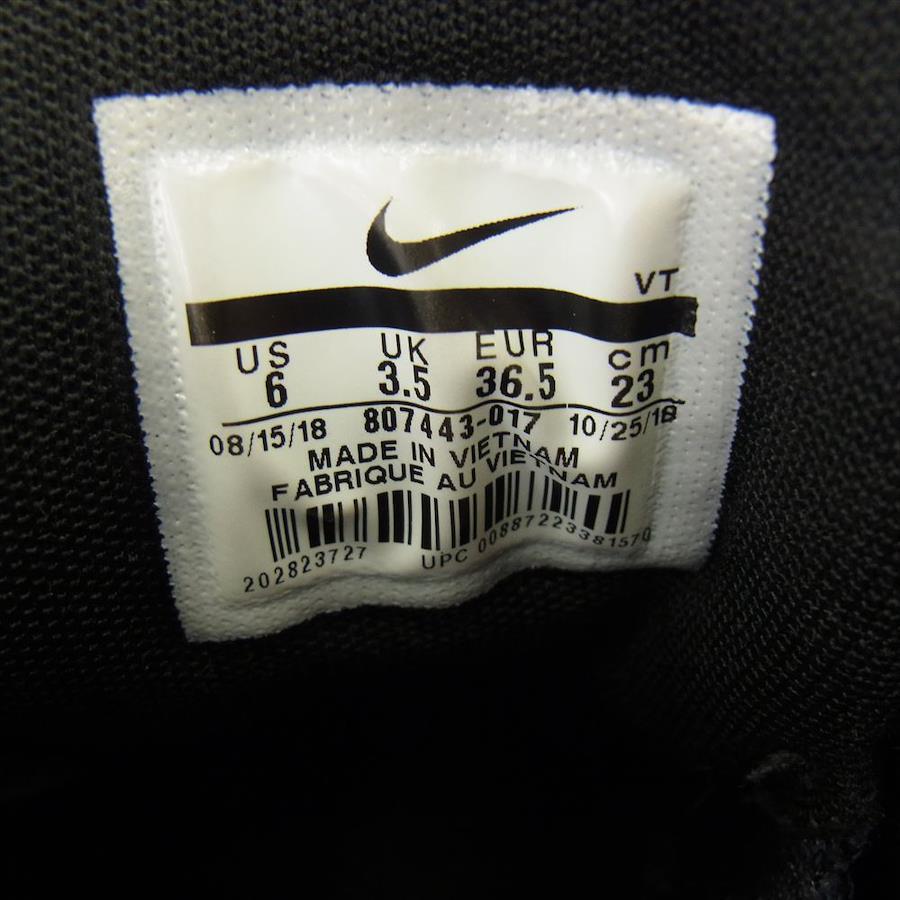 VT
US UK EUR cm
6 3.5 36.5 23
08/15/18 807443-017 10/25/18
MADE IN VIETNAM
FABRIQUE AU VIETNAM
202823727 UPC 00887223381570